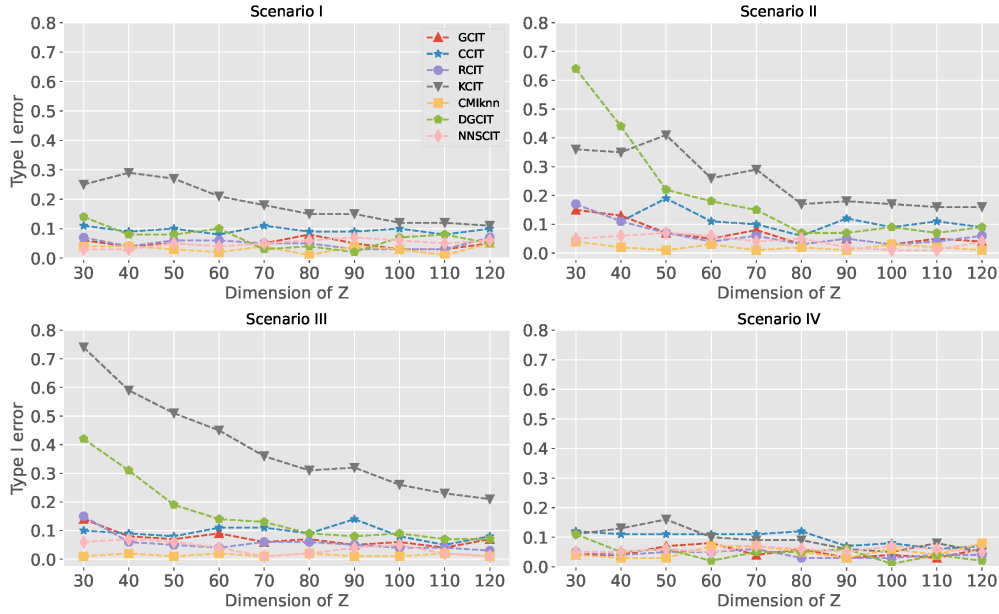 Scenario I
Type I error
0.8
0.7
0.6
0.5
0.4
0.3
0.2
0.1
0.0
GCIT
CCIT
RCIT
KCIT
CMIknn
DGCIT
NNSCIT
30 40 50 60 70 80 90 100 110 120
Dimension of Z
Scenario II
0.8
0.7
0.6
0.5
0.4
0.3
0.2
0.1
0.0
30 40 50 60 70 80 90 100 110 120
Dimension of Z
Scenario III
Type I error
0.8
0.7
0.6
0.5
0.4
0.3
0.2
0.1
0.0
30 40 50 60 70 80 90 100 110 120
Dimension of Z
Scenario IV
0.8
0.7
0.6
0.5
0.4
0.3
0.2
0.1
0.0
30 40 50 60 70 80 90 100 110 120
Dimension of Z